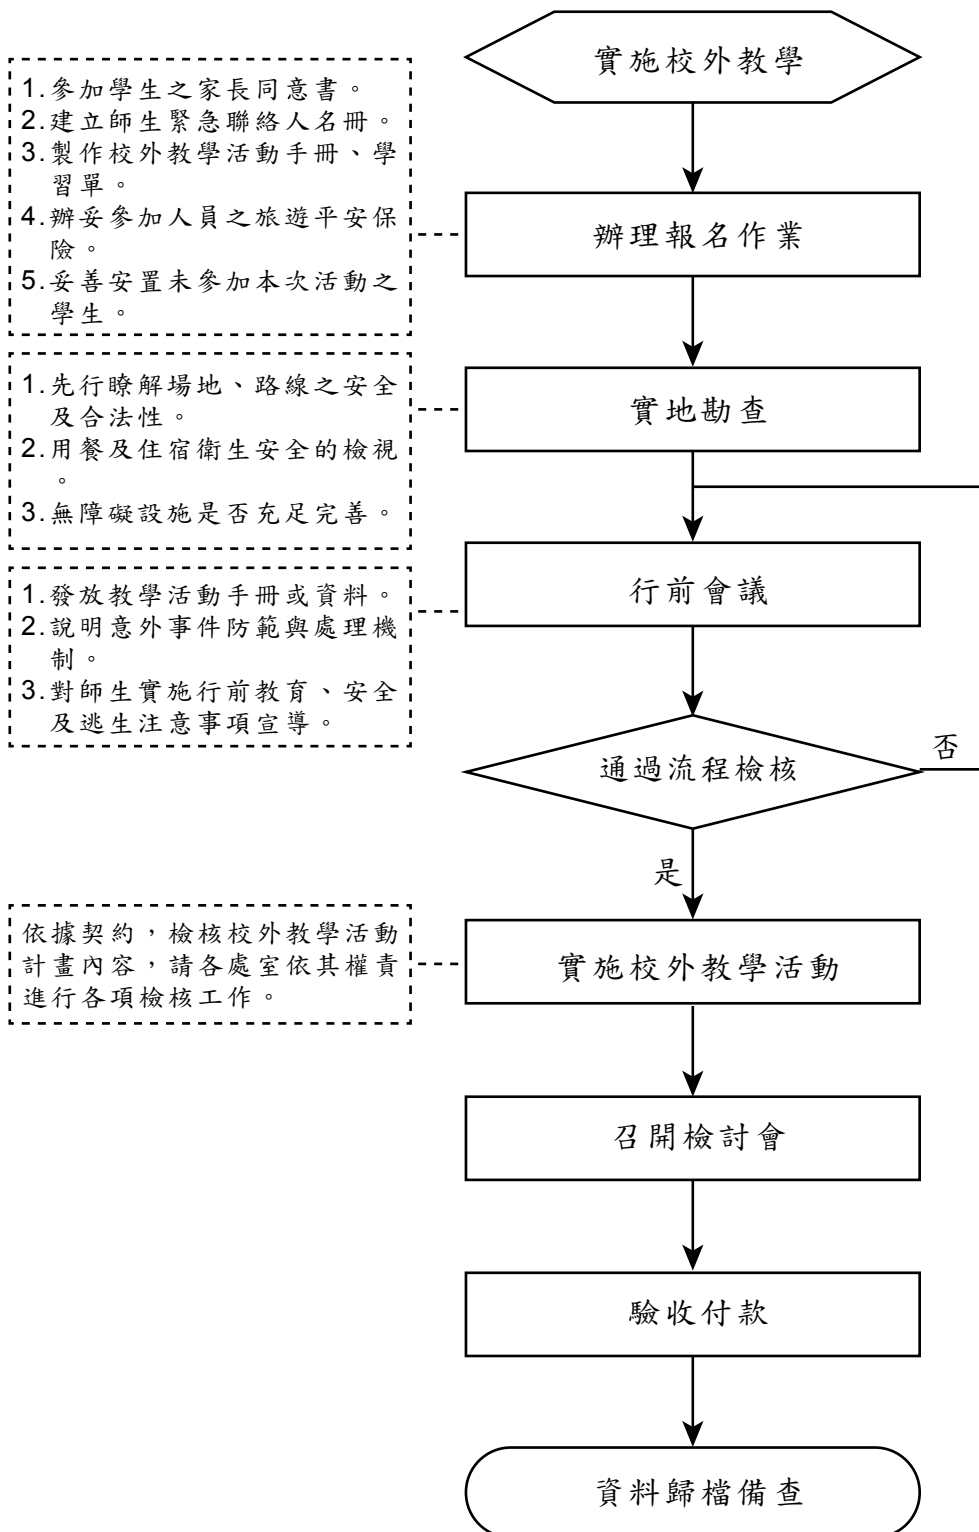 實施校外教學
1.參加學生之家長同意書。
2.建立師生緊急聯絡人名冊。
3.製作校外教學活動手冊、學
習單。
4.辦妥參加人員之旅遊平安保
險。
5.妥善安置未參加本次活動之
學生。
辦理報名作業
1.先行瞭解場地、路線之安全
及合法性。
2.用餐及住宿衛生安全的檢視
。
3.無障礙設施是否充足完善。
實地勘查
1.發放教學活動手冊或資料。
2.說明意外事件防範與處理機
制。
3.對師生實施行前教育、安全
及逃生注意事項宣導。
行前會議
通過流程檢核
否
是
依據契約，檢核校外教學活動
計畫內容，請各處室依其權責
進行各項檢核工作。
實施校外教學活動
召開檢討會
驗收付款
資料歸檔備查